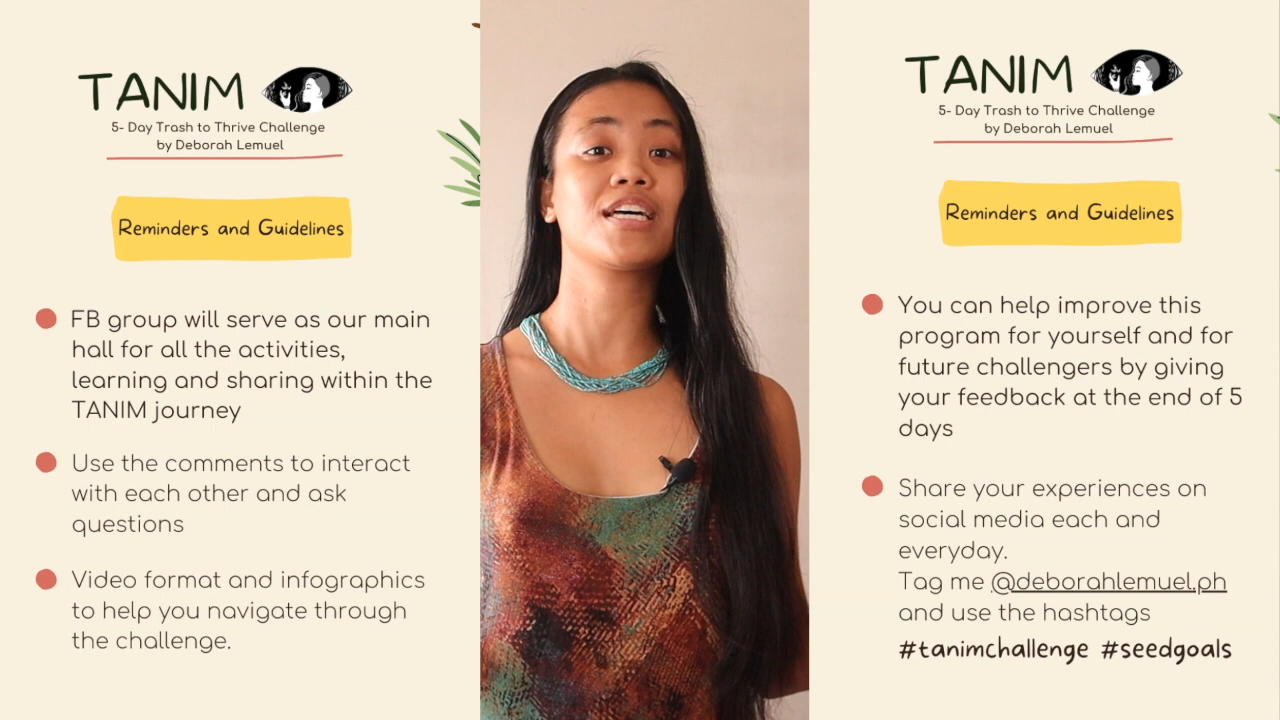 TANIM
5- Day Trash to Thrive Challenge
by Deborah Lemuel
Reminders and Guidelines
FB group will serve as our main
hall for all the activities,
learning and sharing within the
TANIM journey
Use the comments to interact
with each other and ask
questions
Video format and infographics
to help you navigate through
the challenge.
TANIM
5- Day Trash to Thrive Challenge
by Deborah Lemuel
Reminders and Guidelines
You can help improve this
program for yourself and for
future challengers by giving
your feedback at the end of 5
days
Share your experiences on
social media each and
everyday.
Tag me @deborahlemuel.ph
and use the hashtags
#tanimchallenge #seedgoals